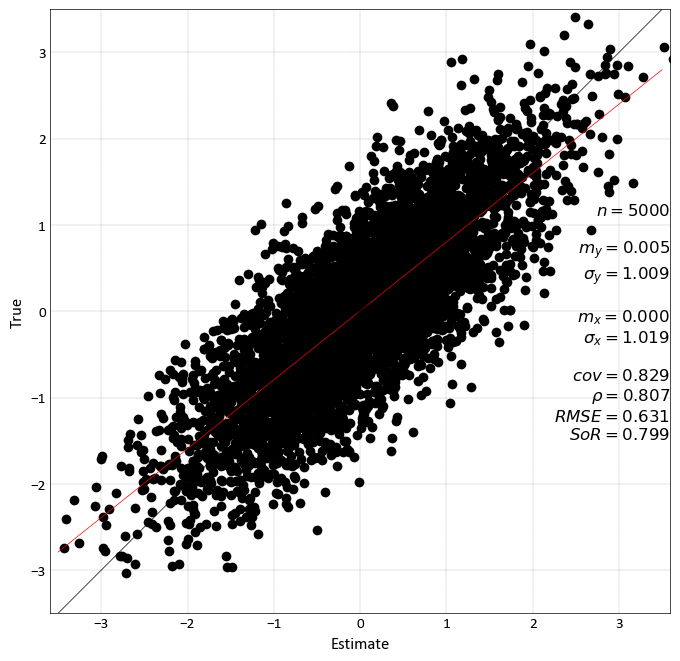 3
2
1
0
−1
−2
−3
True
n = 5000
m_y = 0.005
σ_y = 1.009
m_x = 0.000
σ_x = 1.019
cov = 0.829
ρ = 0.807
RMSE = 0.631
SoR = 0.799
−3 −2 −1 0 1 2 3
Estimate